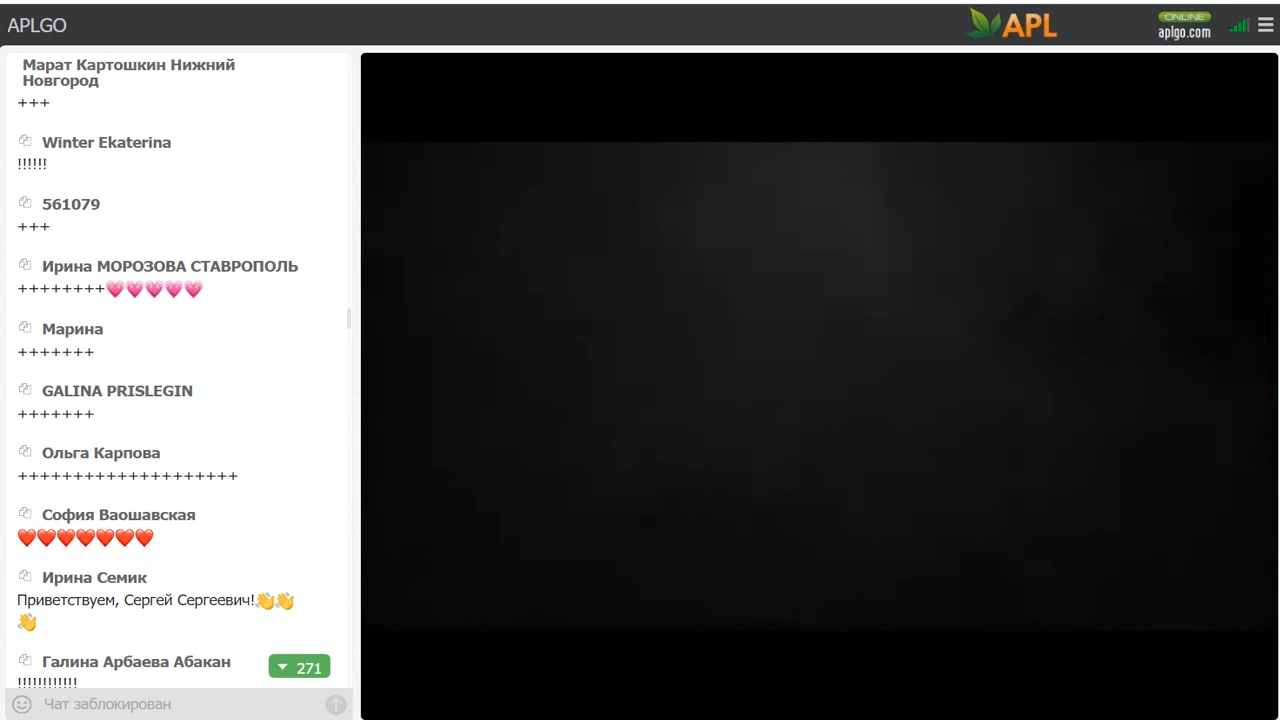 APLGO
APL
ONLINE
aplgo.com
Марат Картошкин Нижний
Новгород
+++
Winter Ekaterina
!!!!!!
561079
+++
Ирина МОРОЗОВА СТАВРОПОЛЬ
++++++++💗💗💗💗💗
Марина
+++++++
GALINA PRISLEGIN
+++++++
Ольга Карпова
++++++++++++++++++++
София Ваошавская
❤️❤️❤️❤️❤️❤️❤️
Ирина Семик
Приветствуем, Сергей Сергеевич!👋👋
👋
Галина Арбаева Абакан
271
!!!!!!!!!!!!
Чат заблокирован